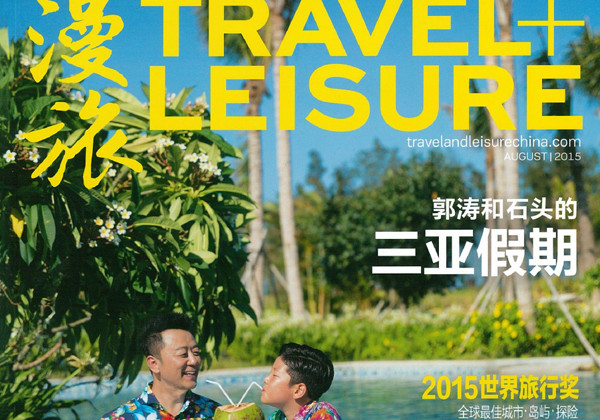 漫旅
TRAVEL+
LEISURE
travelandleisurechina.com
AUGUST | 2015
郭涛和石头的
三亚假期
2015世界旅行奖
全球最佳城市·岛屿·探险